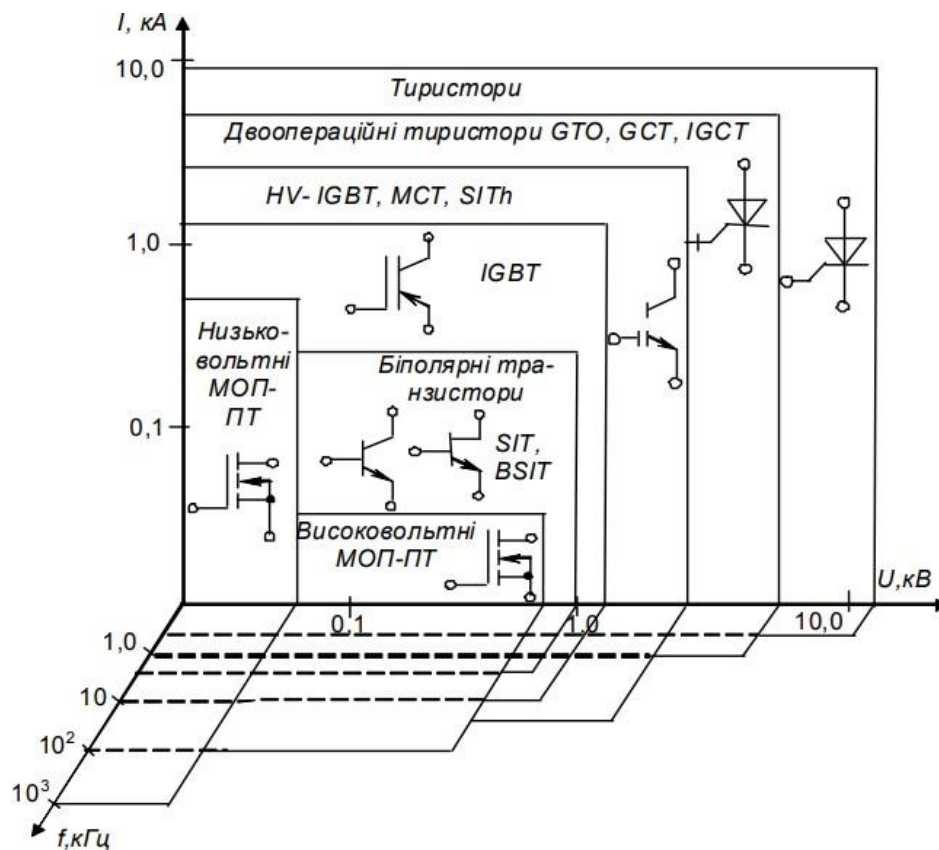 I, кА
10,0
Тиристори
Двоопераційні тиристори GTO, GCT, IGCT
HV- IGBT, MCT, SITh
1,0
IGBT
Низько-
вольтні
МОП-
ПТ
Біполярні тра-
нзистори
0,1
SIT,
BSIT
Високовольтні
МОП-ПТ
U,кВ
0,1
1,0
10,0
1,0
10
10²
10³
f,кГц